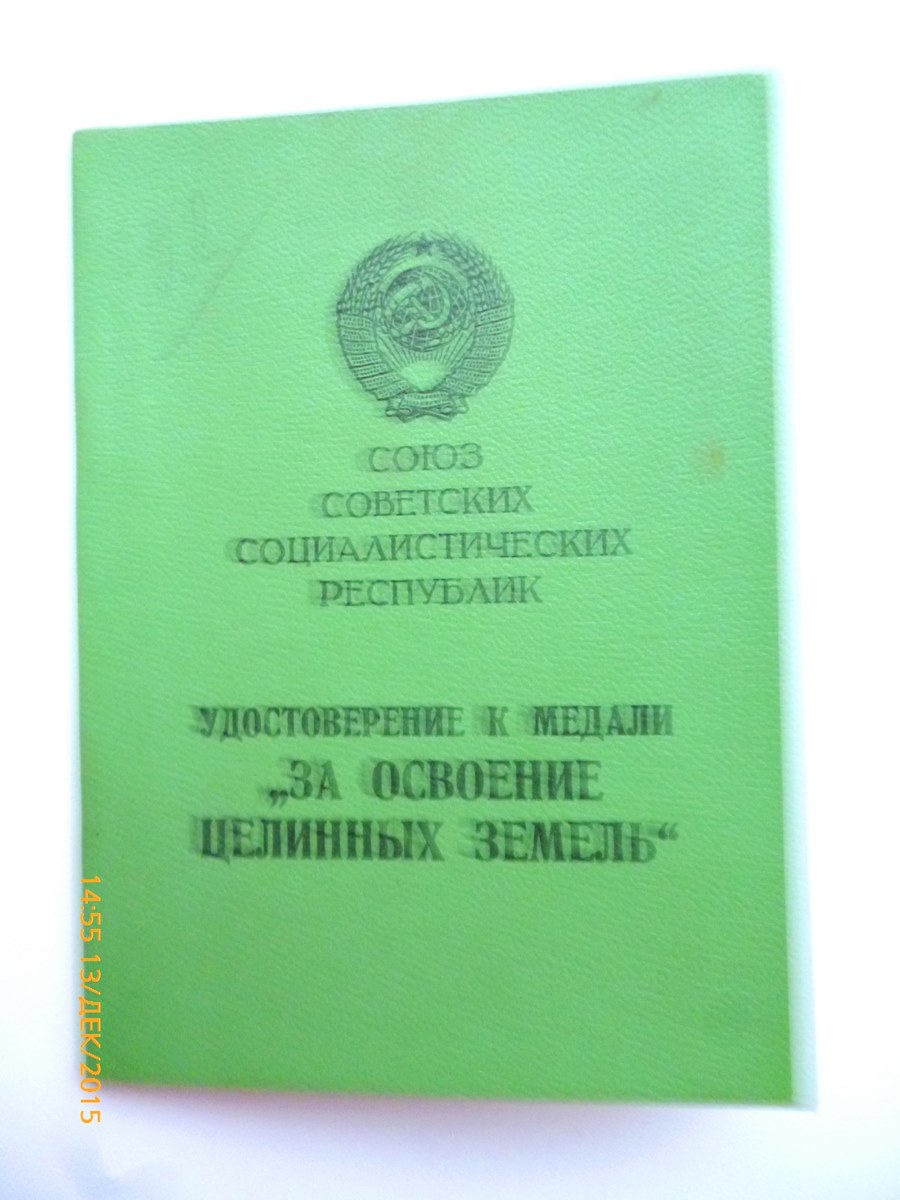 СОЮЗ
СОВЕТСКИХ
СОЦИАЛИСТИЧЕСКИХ
РЕСПУБЛИК
УДОСТОВЕРЕНИЕ К МЕДАЛИ
„ЗА ОСВОЕНИЕ
ЦЕЛИННЫХ ЗЕМЕЛЬ“
14:55 13/ДЕК/2015